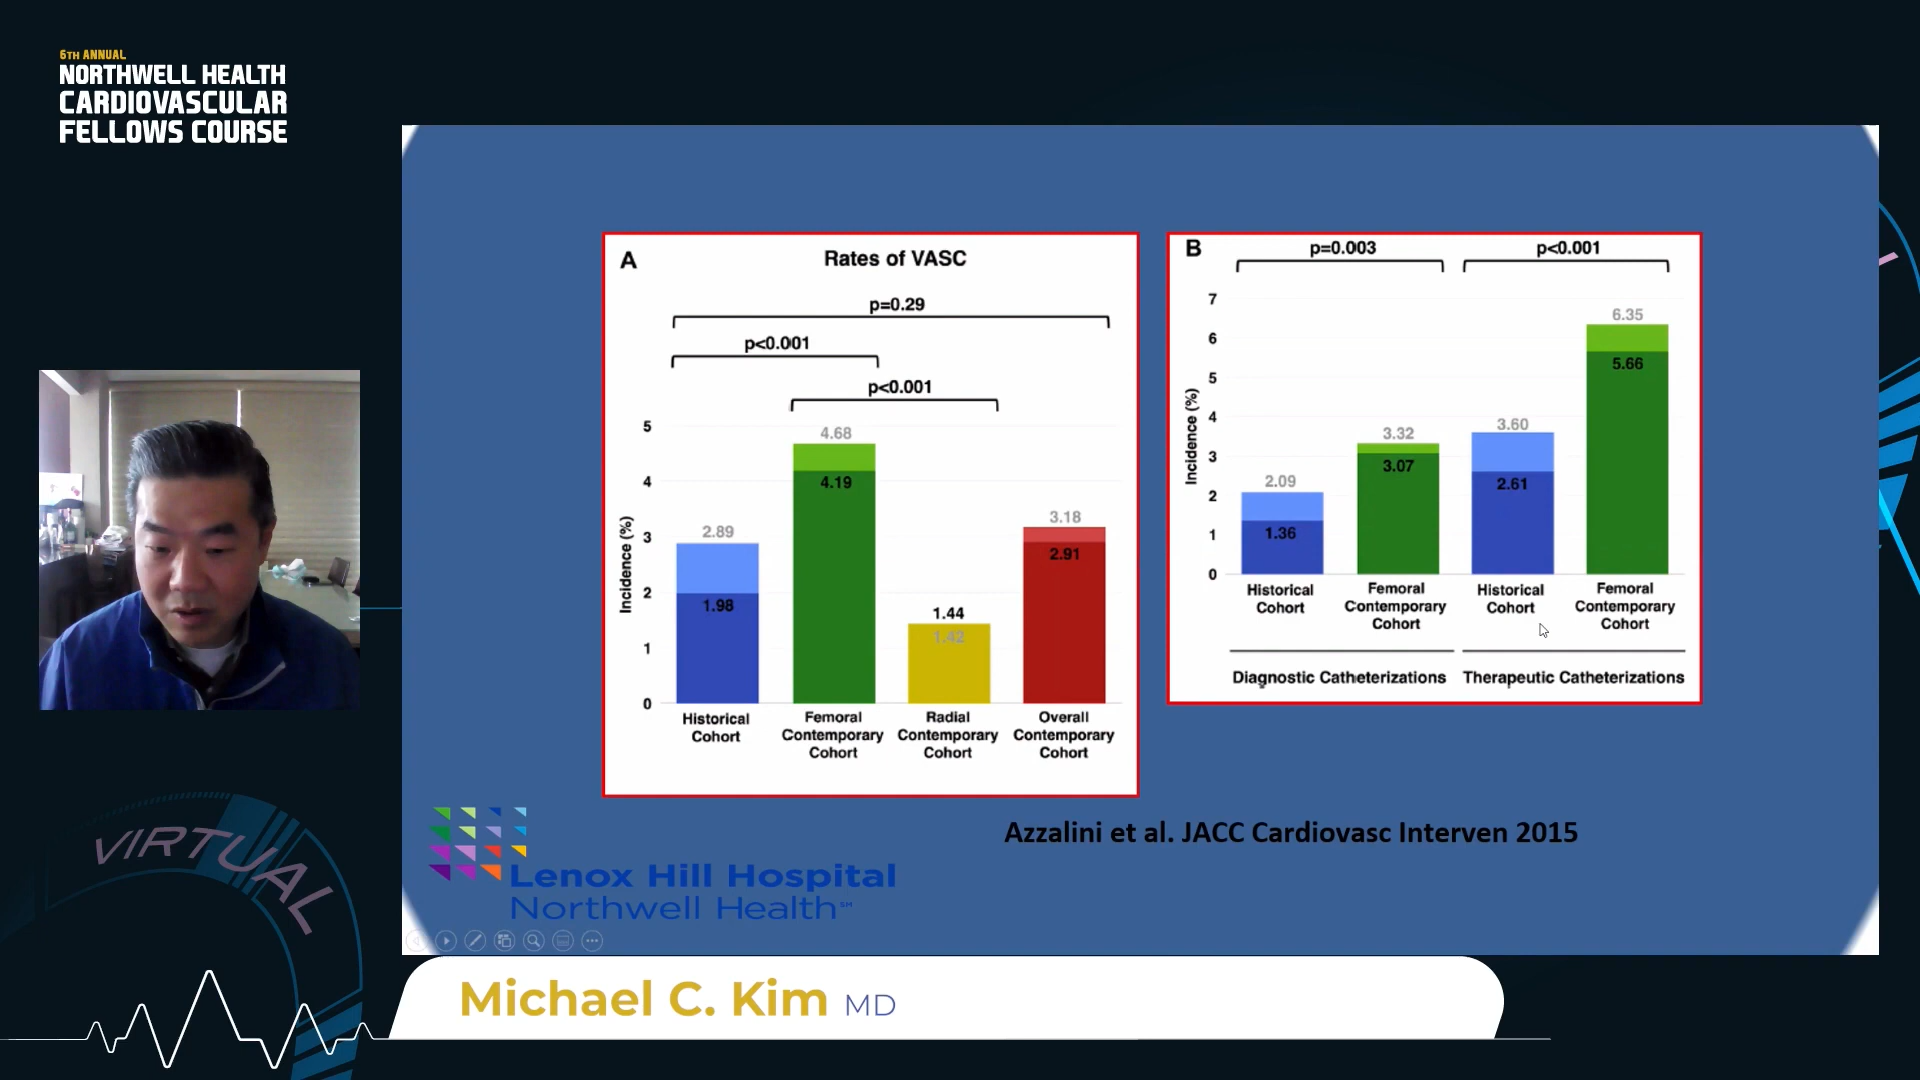 6TH ANNUAL
NORTHWELL HEALTH
CARDIOVASCULAR
FELLOWS COURSE
A
Rates of VASC
p=0.29
p<0.001
p<0.001
Incidence (%)
5
4
3
2
1
0
2.89
1.98
4.68
4.19
1.44
1.42
3.18
2.91
Historical
Cohort
Femoral
Contemporary
Cohort
Radial
Contemporary
Cohort
Overall
Contemporary
Cohort
B
p=0.003
p<0.001
Incidence (%)
7
6
5
4
3
2
1
0
2.09
1.36
3.32
3.07
3.60
2.61
6.35
5.66
Historical
Cohort
Femoral
Contemporary
Cohort
Historical
Cohort
Femoral
Contemporary
Cohort
Diagnostic Catheterizations
Therapeutic Catheterizations
Azzalini et al. JACC Cardiovasc Interven 2015
Lenox Hill Hospital
Northwell Health℠
VIRTUAL
Michael C. Kim MD